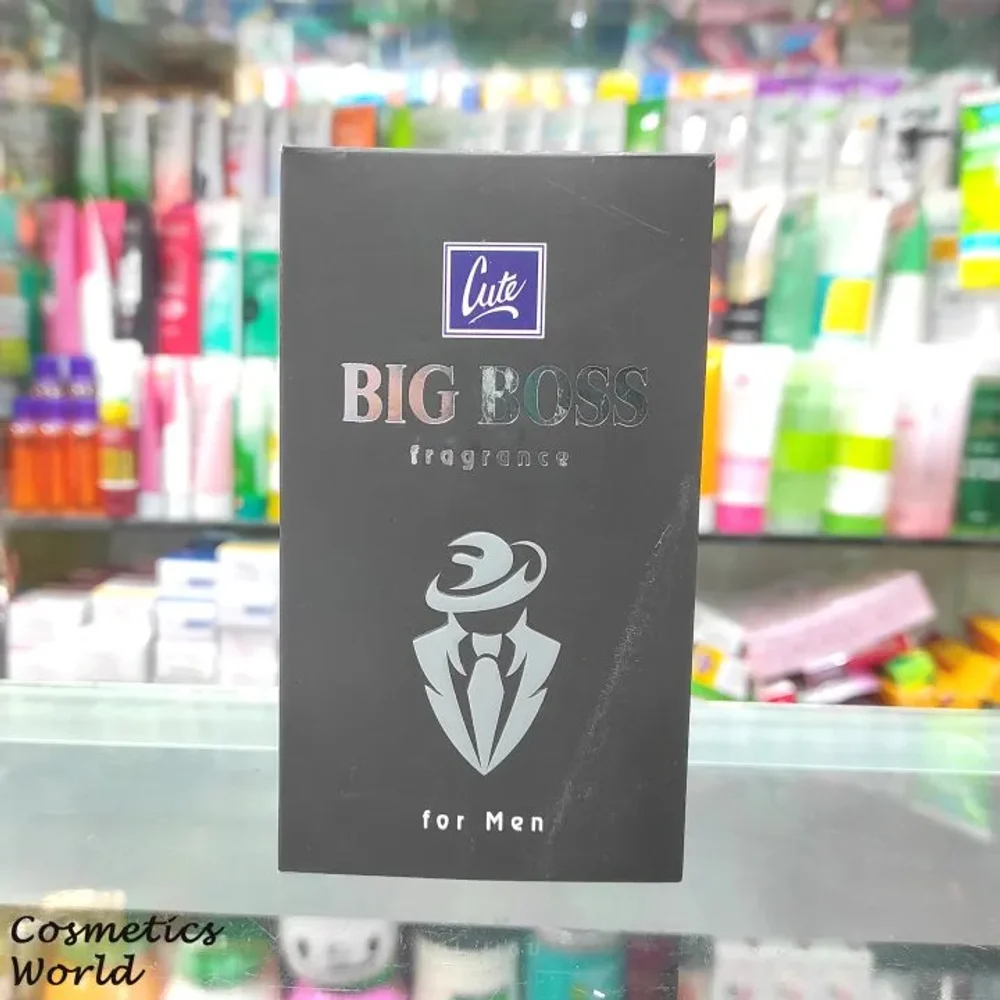 Cute
BIG BOSS
fragrance
for Men
Cosmetics
World